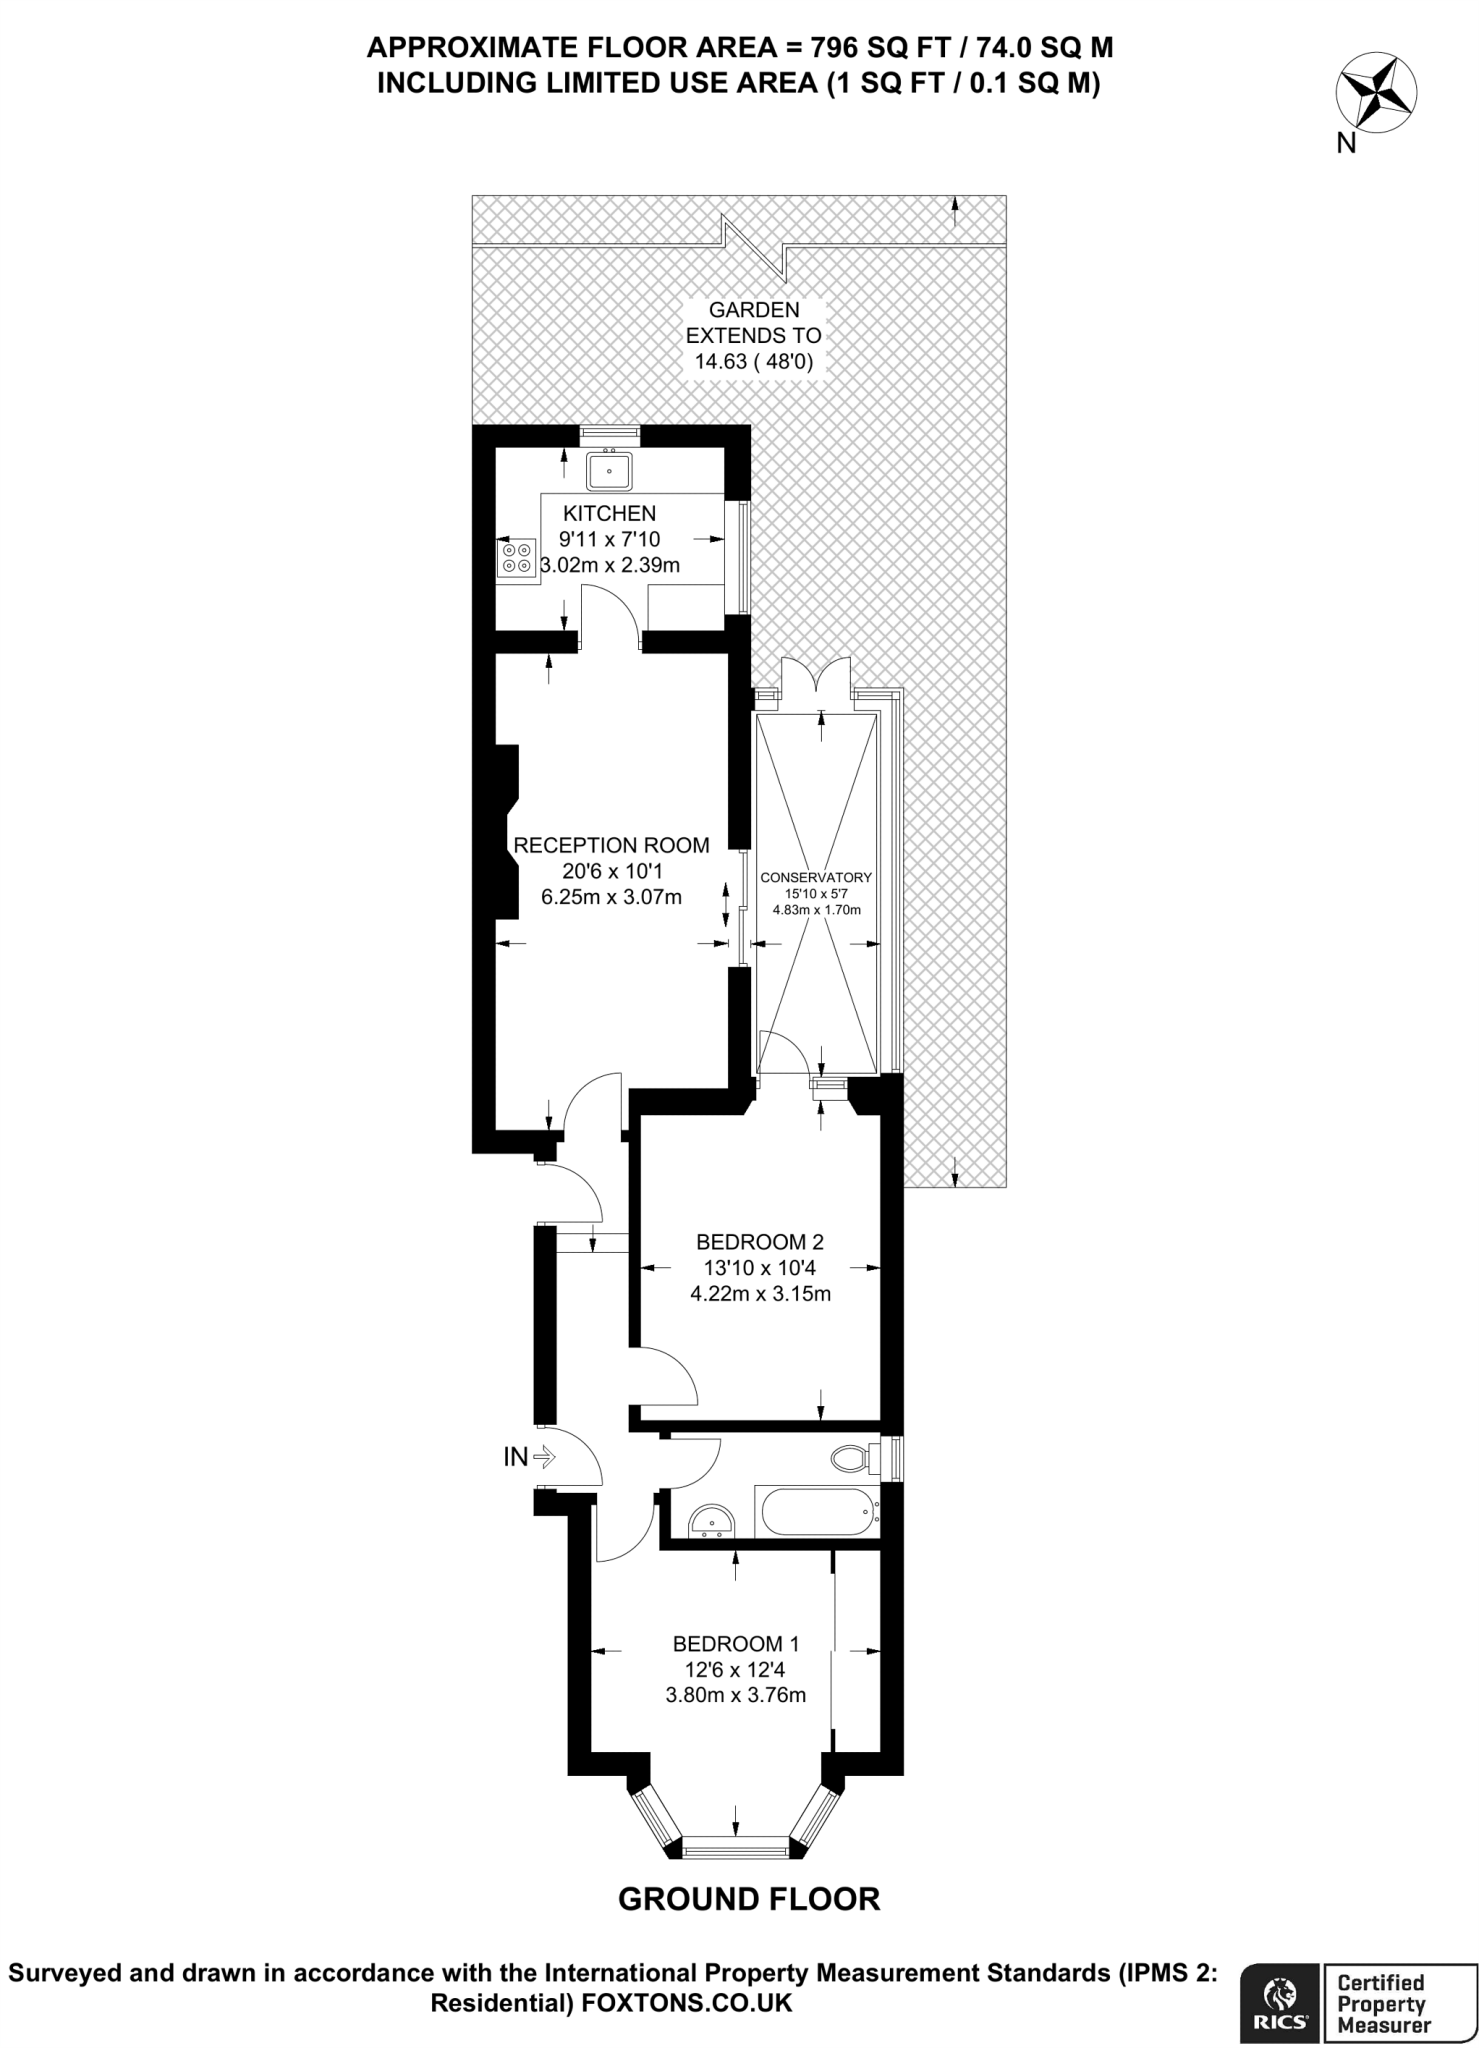 APPROXIMATE FLOOR AREA = 796 SQ FT / 74.0 SQ M
INCLUDING LIMITED USE AREA (1 SQ FT / 0.1 SQ M)
N
GARDEN
EXTENDS TO
14.63 ( 48'0)
KITCHEN
9'11 x 7'10
3.02m x 2.39m
RECEPTION ROOM
20'6 x 10'1
6.25m x 3.07m
CONSERVATORY
15'10 x 5'7
4.83m x 1.70m
BEDROOM 2
13'10 x 10'4
4.22m x 3.15m
IN
BEDROOM 1
12'6 x 12'4
3.80m x 3.76m
GROUND FLOOR
Surveyed and drawn in accordance with the International Property Measurement Standards (IPMS 2:
Residential) FOXTONS.CO.UK
RICS
Certified
Property
Measurer